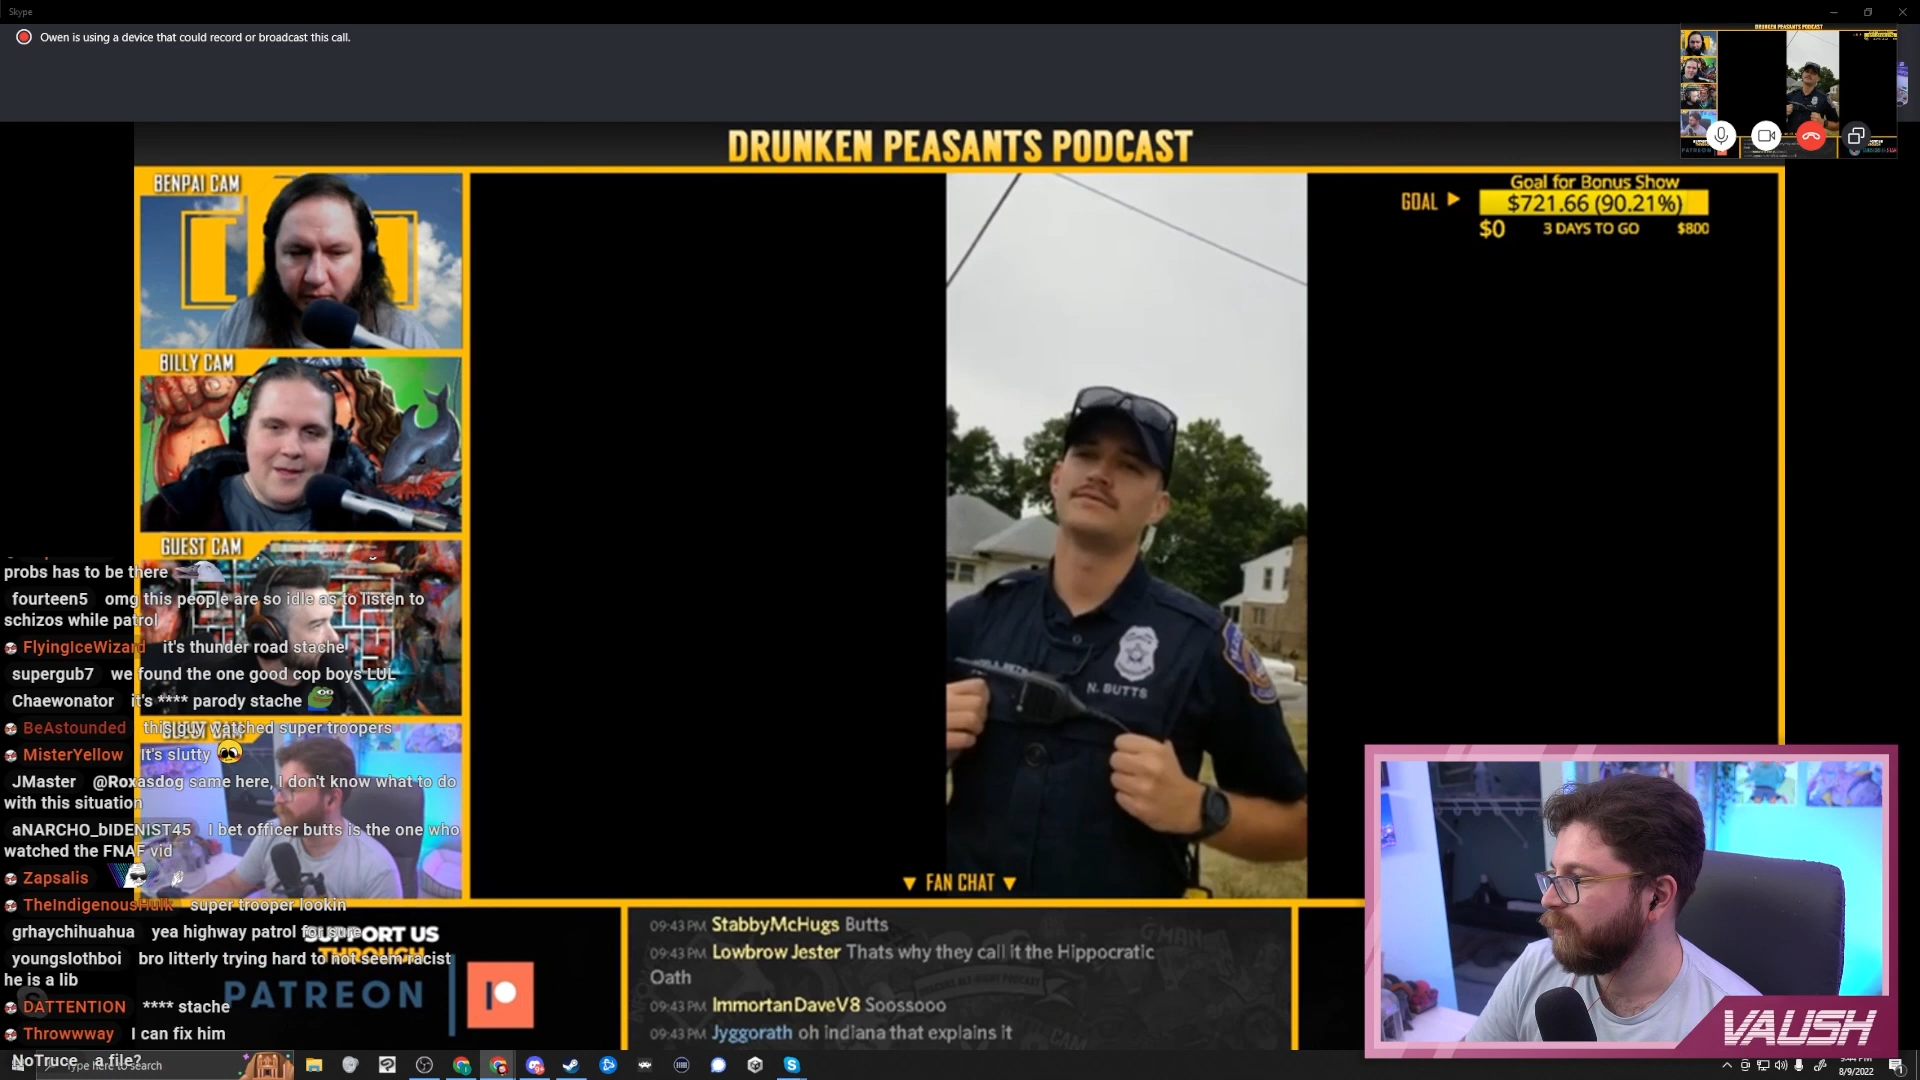 Skype
Owen is using a device that could record or broadcast this call.
DRUNKEN PEASANTS PODCAST
BENPAI CAM
Goal for Bonus Show
GOAL
$721.66 (90.21%)
$0 3 DAYS TO GO $800
BILLY CAM
GUEST CAM
probs has to be there
fourteen5 omg this people are so idle as to listen to
schizos while patrol
FlyingIceWizard it's thunder road stache
supergub7 we found the one good cop boys LUL
Chaewonator it's **** parody stache
BeAstounded this guy watched super troopers
GUEST CAM
MisterYellow It's slutty
JMaster @Roxasdog same here, I don't know what to do
with this situation
aNARCHO_bIDENIST45 I bet officer butts is the one who
watched the FNAF vid
Zapsalis
TheIndigenousHulk super trooper lookin
grhaychihuahua yea highway patrol for sure
youngslothboi bro litterly trying hard to not seem racist
he is a lib
DATTENTION **** stache
Throwwway I can fix him
NoTruce a file?
N. BUTTS
FAN CHAT
SUPPORT US
THROUGH
PATREON
09:43 PM StabbyMcHugs Butts
09:43 PM Lowbrow Jester Thats why they call it the Hippocratic
Oath
09:43 PM ImmortanDaveV8 Soossooo
09:43 PM Jyggorath oh indiana that explains it
VAUSH
Type here to search
8/9/2022